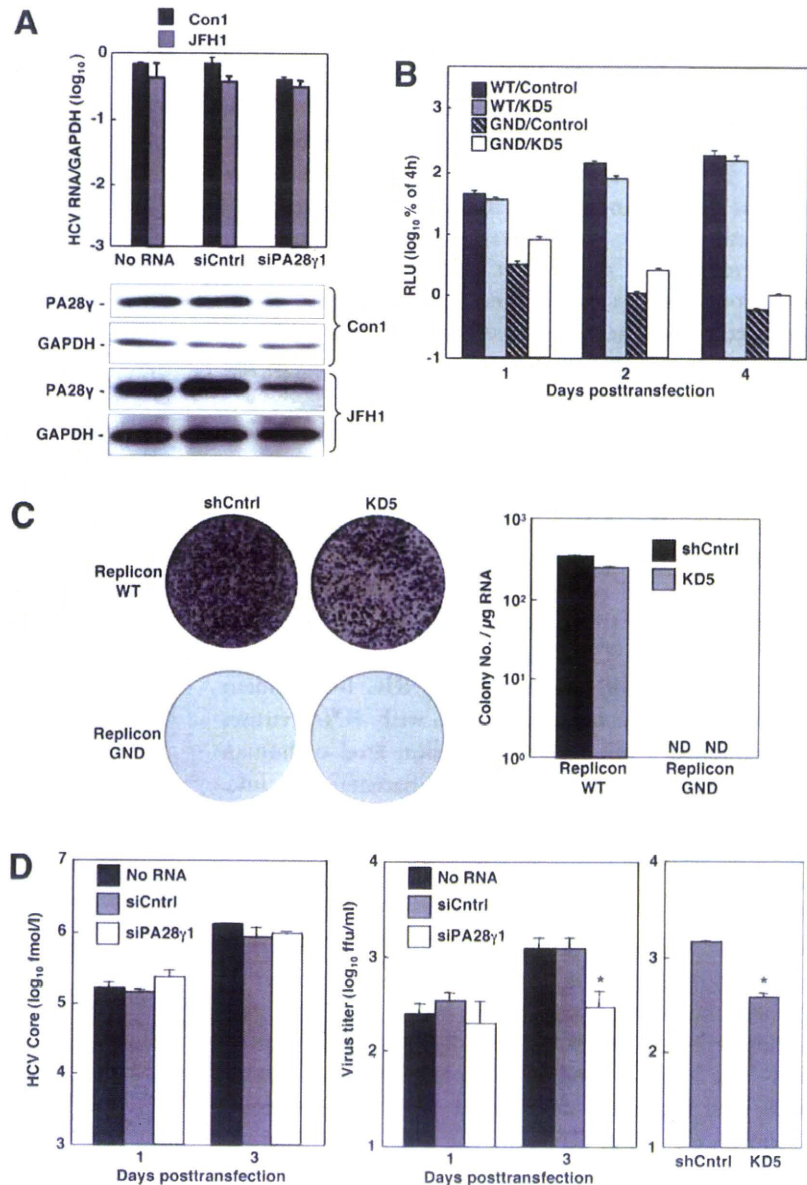 A
Con1
JFH1
HCV RNA/GAPDH (log10)
0
-1
-2
-3
No RNA siCntrl siPA28γ1
PA28γ -
GAPDH -
Con1
PA28γ -
GAPDH -
JFH1
B
WT/Control
WT/KD5
GND/Control
GND/KD5
RLU (log10 % of 4h)
3
2
1
0
-1
1 2 4
Days posttransfection
C
shCntrl KD5
Replicon
WT
Replicon
GND
Colony No. / μg RNA
10³
10²
10¹
10⁰
shCntrl
KD5
ND ND
Replicon
WT
Replicon
GND
D
HCV Core (log10 fmol/l)
7
6
5
4
3
No RNA
siCntrl
siPA28γ1
1 3
Days posttransfection
Virus titer (log10 ffu/ml)
4
3
2
1
No RNA
siCntrl
siPA28γ1
*
1 3
Days posttransfection
4
3
2
1
*
shCntrl KD5